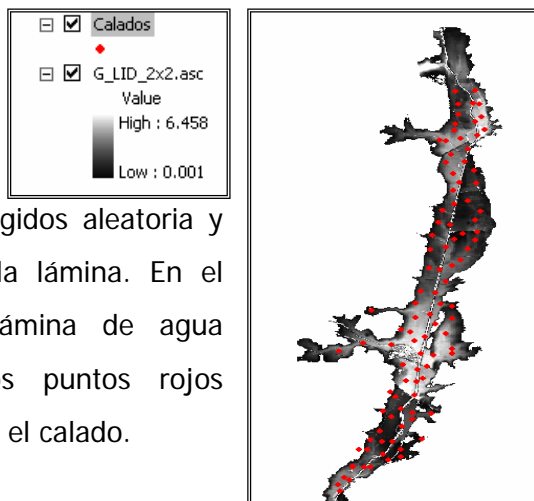 Calados
G_LID_2x2.asc
Value
High : 6.458
Low : 0.001
gidos aleatoria y
la lámina. En el
ámina de agua
os puntos rojos
el calado.